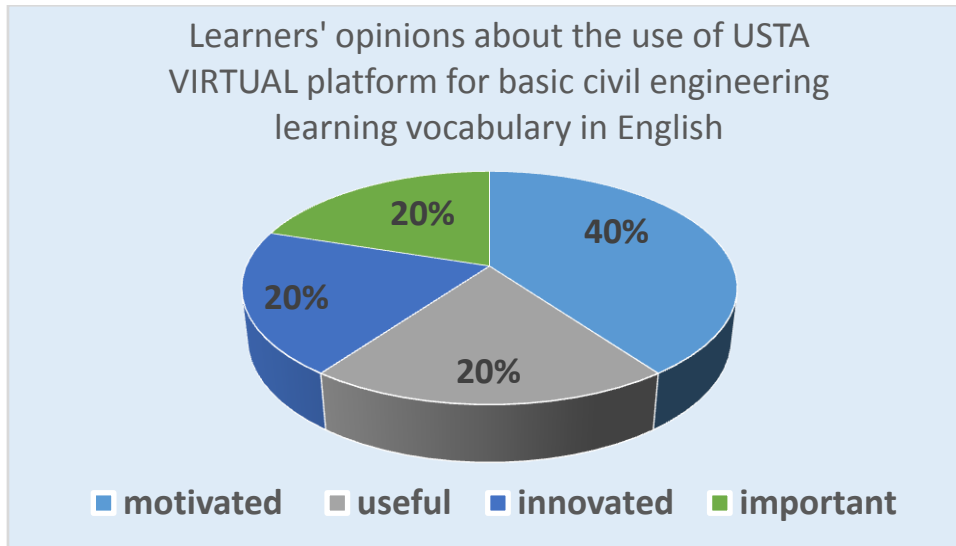 Learners' opinions about the use of USTA
VIRTUAL platform for basic civil engineering
learning vocabulary in English
20%
40%
20%
20%
motivated useful innovated important